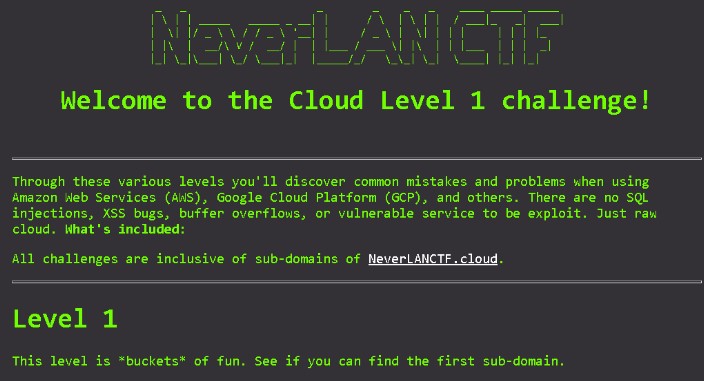 NeverLAN CTF
Welcome to the Cloud Level 1 challenge!
Through these various levels you'll discover common mistakes and problems when using
Amazon Web Services (AWS), Google Cloud Platform (GCP), and others. There are no SQL
injections, XSS bugs, buffer overflows, or vulnerable service to be exploit. Just raw
cloud. What's included:
All challenges are inclusive of sub-domains of NeverLANCTF.cloud.
Level 1
This level is *buckets* of fun. See if you can find the first sub-domain.